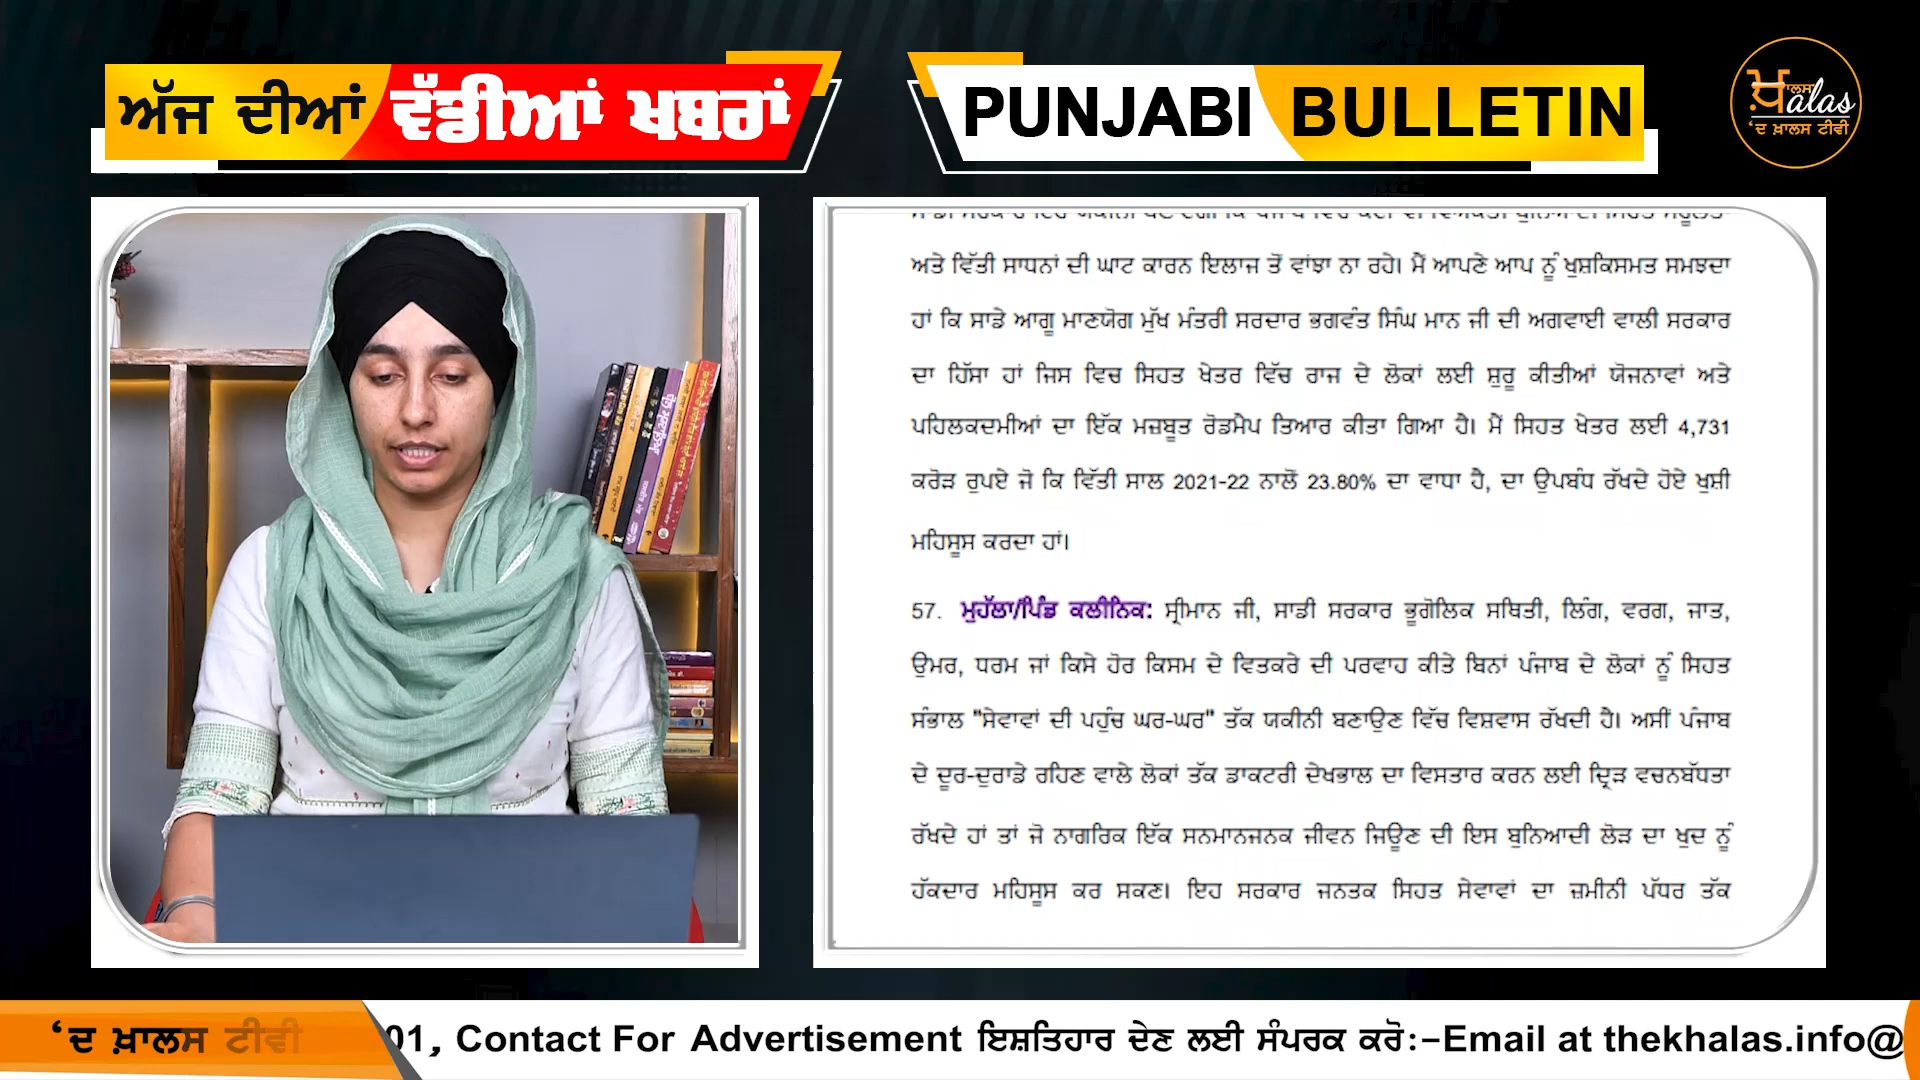 ਅੱਜ ਦੀਆਂ ਵੱਡੀਆਂ ਖਬਰਾਂ
PUNJABI BULLETIN
ਖ਼ਾਲਸ
alas
'ਦ ਖ਼ਾਲਸ ਟੀਵੀ
ਅਤੇ ਵਿੱਤੀ ਸਾਧਨਾਂ ਦੀ ਘਾਟ ਕਾਰਨ ਇਲਾਜ ਤੋਂ ਵਾਂਝਾ ਨਾ ਰਹੇ। ਮੈਂ ਆਪਣੇ ਆਪ ਨੂੰ ਖੁਸ਼ਕਿਸਮਤ ਸਮਝਦਾ
ਹਾਂ ਕਿ ਸਾਡੇ ਆਗੂ ਮਾਣਯੋਗ ਮੁੱਖ ਮੰਤਰੀ ਸਰਦਾਰ ਭਗਵੰਤ ਸਿੰਘ ਮਾਨ ਜੀ ਦੀ ਅਗਵਾਈ ਵਾਲੀ ਸਰਕਾਰ
ਦਾ ਹਿੱਸਾ ਹਾਂ ਜਿਸ ਵਿਚ ਸਿਹਤ ਖੇਤਰ ਵਿੱਚ ਰਾਜ ਦੇ ਲੋਕਾਂ ਲਈ ਸ਼ੁਰੂ ਕੀਤੀਆਂ ਯੋਜਨਾਵਾਂ ਅਤੇ
ਪਹਿਲਕਦਮੀਆਂ ਦਾ ਇੱਕ ਮਜ਼ਬੂਤ ਰੋਡਮੈਪ ਤਿਆਰ ਕੀਤਾ ਗਿਆ ਹੈ। ਮੈਂ ਸਿਹਤ ਖੇਤਰ ਲਈ 4,731
ਕਰੋੜ ਰੁਪਏ ਜੋ ਕਿ ਵਿੱਤੀ ਸਾਲ 2021-22 ਨਾਲੋਂ 23.80% ਦਾ ਵਾਧਾ ਹੈ, ਦਾ ਉਪਬੰਧ ਰੱਖਦੇ ਹੋਏ ਖੁਸ਼ੀ
ਮਹਿਸੂਸ ਕਰਦਾ ਹਾਂ।
57. ਮੁਹੱਲਾ/ਪਿੰਡ ਕਲੀਨਿਕ: ਸ੍ਰੀਮਾਨ ਜੀ, ਸਾਡੀ ਸਰਕਾਰ ਭੂਗੋਲਿਕ ਸਥਿਤੀ, ਲਿੰਗ, ਵਰਗ, ਜਾਤ,
ਉਮਰ, ਧਰਮ ਜਾਂ ਕਿਸੇ ਹੋਰ ਕਿਸਮ ਦੇ ਵਿਤਕਰੇ ਦੀ ਪਰਵਾਹ ਕੀਤੇ ਬਿਨਾਂ ਪੰਜਾਬ ਦੇ ਲੋਕਾਂ ਨੂੰ ਸਿਹਤ
ਸੰਭਾਲ "ਸੇਵਾਵਾਂ ਦੀ ਪਹੁੰਚ ਘਰ-ਘਰ" ਤੱਕ ਯਕੀਨੀ ਬਣਾਉਣ ਵਿੱਚ ਵਿਸ਼ਵਾਸ ਰੱਖਦੀ ਹੈ। ਅਸੀਂ ਪੰਜਾਬ
ਦੇ ਦੂਰ-ਦੁਰਾਡੇ ਰਹਿਣ ਵਾਲੇ ਲੋਕਾਂ ਤੱਕ ਡਾਕਟਰੀ ਦੇਖਭਾਲ ਦਾ ਵਿਸਤਾਰ ਕਰਨ ਲਈ ਦ੍ਰਿੜ ਵਚਨਬੱਧਤਾ
ਰੱਖਦੇ ਹਾਂ ਤਾਂ ਜੋ ਨਾਗਰਿਕ ਇੱਕ ਸਨਮਾਨਜਨਕ ਜੀਵਨ ਜਿਊਣ ਦੀ ਇਸ ਬੁਨਿਆਦੀ ਲੋੜ ਦਾ ਖੁਦ ਨੂੰ
ਹੱਕਦਾਰ ਮਹਿਸੂਸ ਕਰ ਸਕਣ। ਇਹ ਸਰਕਾਰ ਜਨਤਕ ਸਿਹਤ ਸੇਵਾਵਾਂ ਦਾ ਜ਼ਮੀਨੀ ਪੱਧਰ ਤੱਕ
'ਦ ਖ਼ਾਲਸ ਟੀਵੀ 01, Contact For Advertisement ਇਸ਼ਤਿਹਾਰ ਦੇਣ ਲਈ ਸੰਪਰਕ ਕਰੋ:-Email at thekhalas.info@